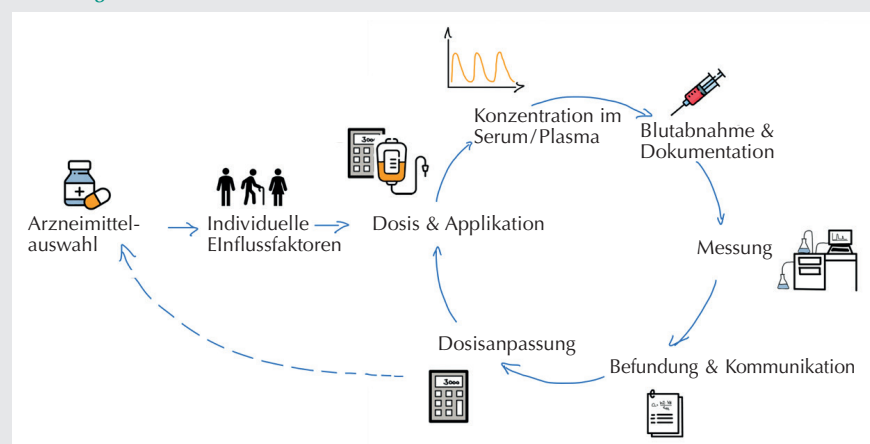 Konzentration im
Serum/Plasma
Blutabnahme &
Dokumentation
Arzneimittel-
auswahl
Individuelle
EInflussfaktoren
Dosis & Applikation
Messung
Dosisanpassung
Befundung & Kommunikation